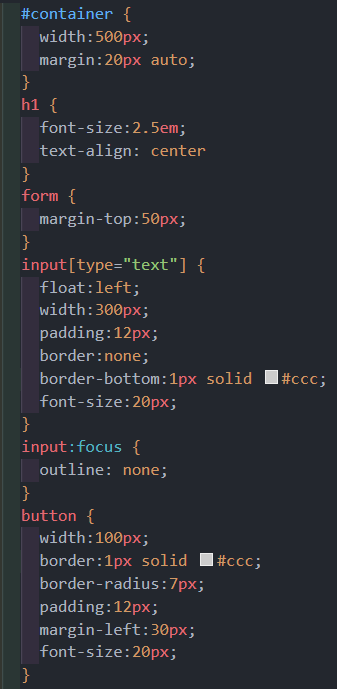 #container {
width:500px;
margin:20px auto;
}
h1 {
font-size:2.5em;
text-align: center
}
form {
margin-top:50px;
}
input[type="text"] {
float:left;
width:300px;
padding:12px;
border:none;
border-bottom:1px solid #ccc;
font-size:20px;
}
input:focus {
outline: none;
}
button {
width:100px;
border:1px solid #ccc;
border-radius:7px;
padding:12px;
margin-left:30px;
font-size:20px;
}